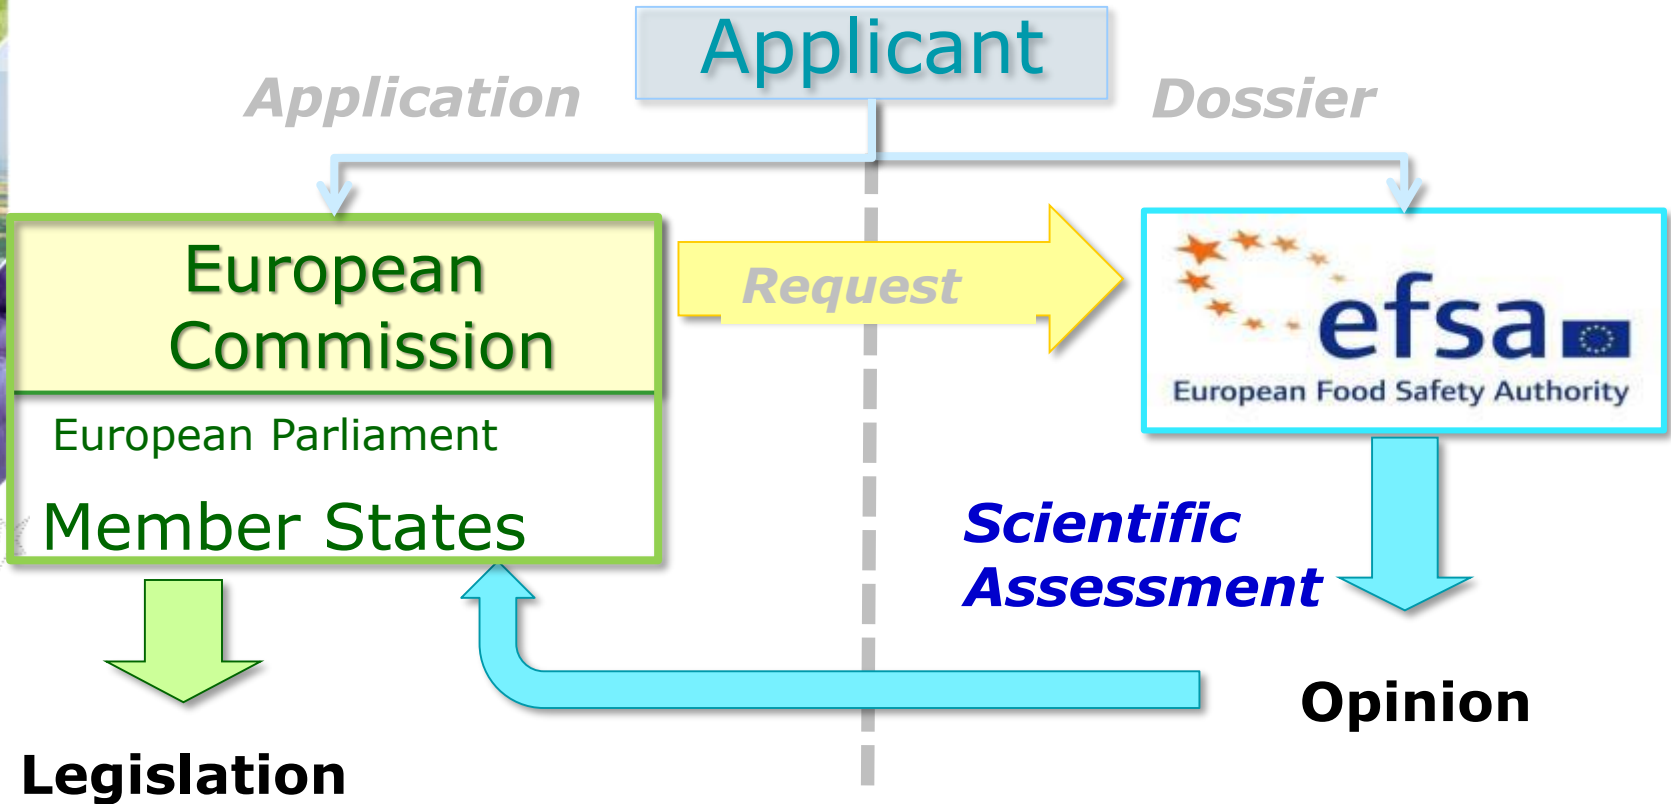 Applicant
Application
Dossier
European
Commission
Request
efsa
European Food Safety Authority
European Parliament
Member States
Scientific
Assessment
Opinion
Legislation